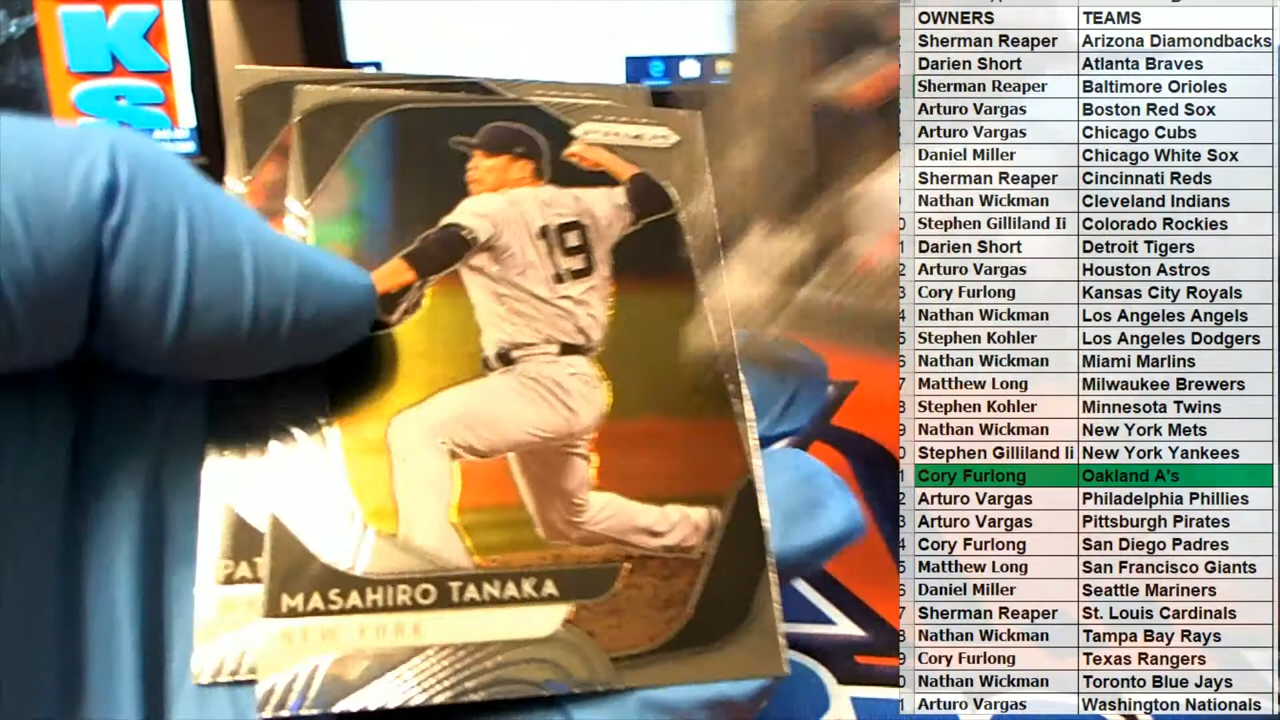 K
S
PRIZM
19
PAT
MASAHIRO TANAKA
NEW YORK
OWNERS TEAMS
Sherman Reaper Arizona Diamondbacks
Darien Short Atlanta Braves
Sherman Reaper Baltimore Orioles
Arturo Vargas Boston Red Sox
Arturo Vargas Chicago Cubs
Daniel Miller Chicago White Sox
Sherman Reaper Cincinnati Reds
Nathan Wickman Cleveland Indians
Stephen Gilliland Ii Colorado Rockies
Darien Short Detroit Tigers
Arturo Vargas Houston Astros
Cory Furlong Kansas City Royals
Nathan Wickman Los Angeles Angels
Stephen Kohler Los Angeles Dodgers
Nathan Wickman Miami Marlins
Matthew Long Milwaukee Brewers
Stephen Kohler Minnesota Twins
Nathan Wickman New York Mets
Stephen Gilliland Ii New York Yankees
Cory Furlong Oakland A's
Arturo Vargas Philadelphia Phillies
Arturo Vargas Pittsburgh Pirates
Cory Furlong San Diego Padres
Matthew Long San Francisco Giants
Daniel Miller Seattle Mariners
Sherman Reaper St. Louis Cardinals
Nathan Wickman Tampa Bay Rays
Cory Furlong Texas Rangers
Nathan Wickman Toronto Blue Jays
Arturo Vargas Washington Nationals